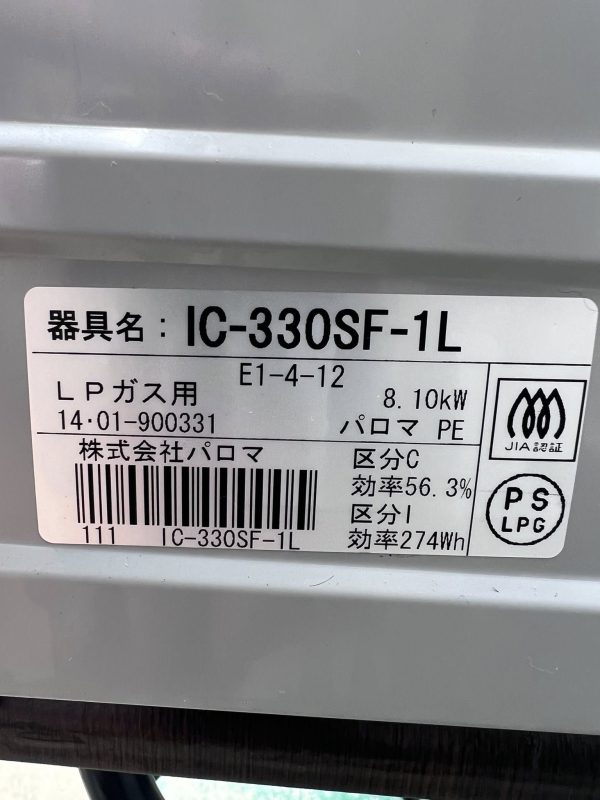 器具名：IC-330SF-1L
E1-4-12
LPガス用 8.10kW
14・01-900331 パロマ PE
JIA認証
株式会社パロマ 区分C
効率56.3%
区分I
111 IC-330SF-1L 効率274Wh
PS
LPG